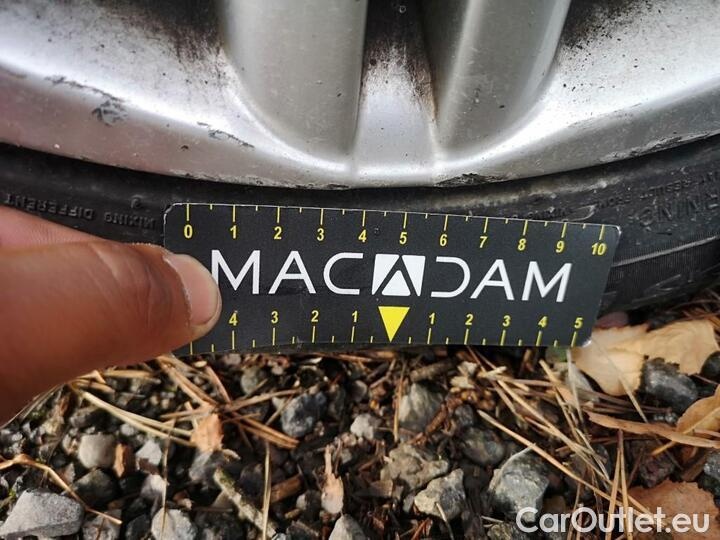 MIXING DIFFERENT
0 1 2 3 4 5 6 7 8 9 10
MACADAM
4 3 2 1 1 2 3 4 5
CarOutlet.eu